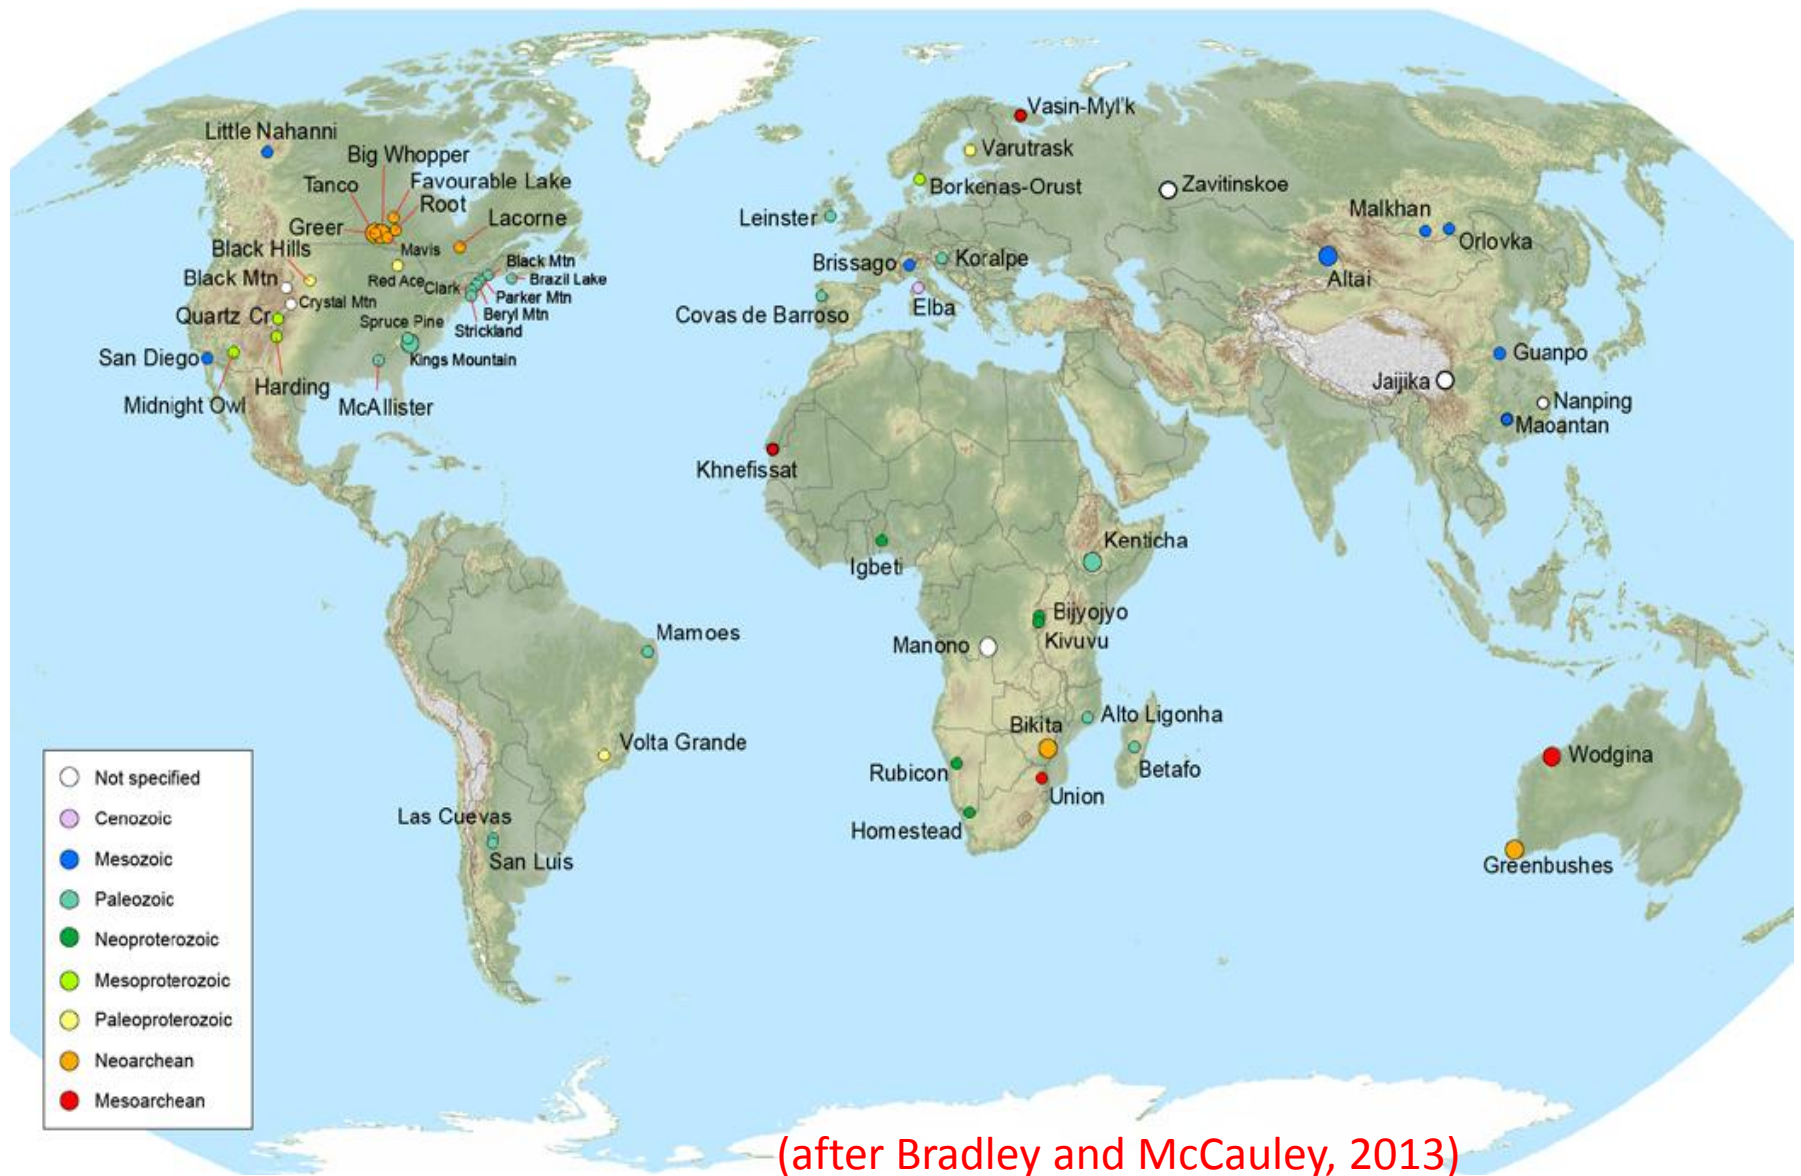 Little Nahanni
Big Whopper
Tanco
Favourable Lake
Root
Greer
Lacorne
Mavis
Black Hills
Black Mtn
Red Ace
Clark
Black Mtn
Brazil Lake
Parker Mtn
Crystal Mtn
Beryl Mtn
Quartz Cr
Spruce Pine
Strickland
San Diego
Kings Mountain
Harding
Midnight Owl
McAllister
Vasin-Myl'k
Varutrask
Borkenas-Orust
Zavitinskoe
Leinster
Malkhan
Orlovka
Brissago
Koralpe
Altai
Elba
Covas de Barroso
Guanpo
Jaijika
Nanping
Maoantan
Khnefissat
Igbeti
Kenticha
Bijyojyo
Kivuvu
Manono
Mamoes
Alto Ligonha
Bikita
Volta Grande
Wodgina
Rubicon
Betafo
Union
Las Cuevas
Homestead
San Luis
Greenbushes
Not specified
Cenozoic
Mesozoic
Paleozoic
Neoproterozoic
Mesoproterozoic
Paleoproterozoic
Neoarchean
Mesoarchean
(after Bradley and McCauley, 2013)